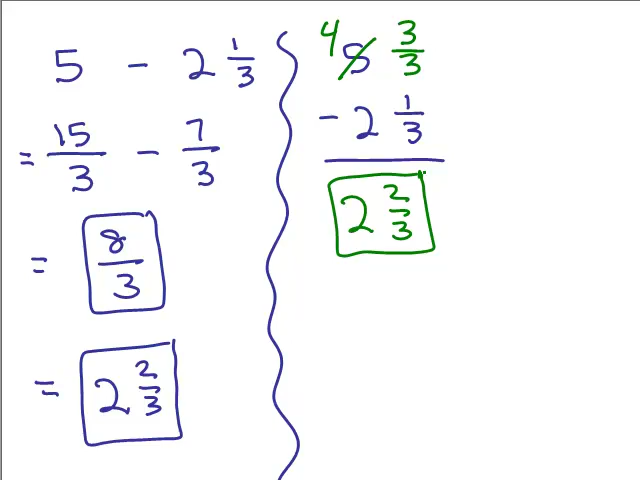 5 - 2 1/3
= 15/3 - 7/3
= 8/3
= 2 2/3
4 5 3/3
- 2 1/3
2 2/3